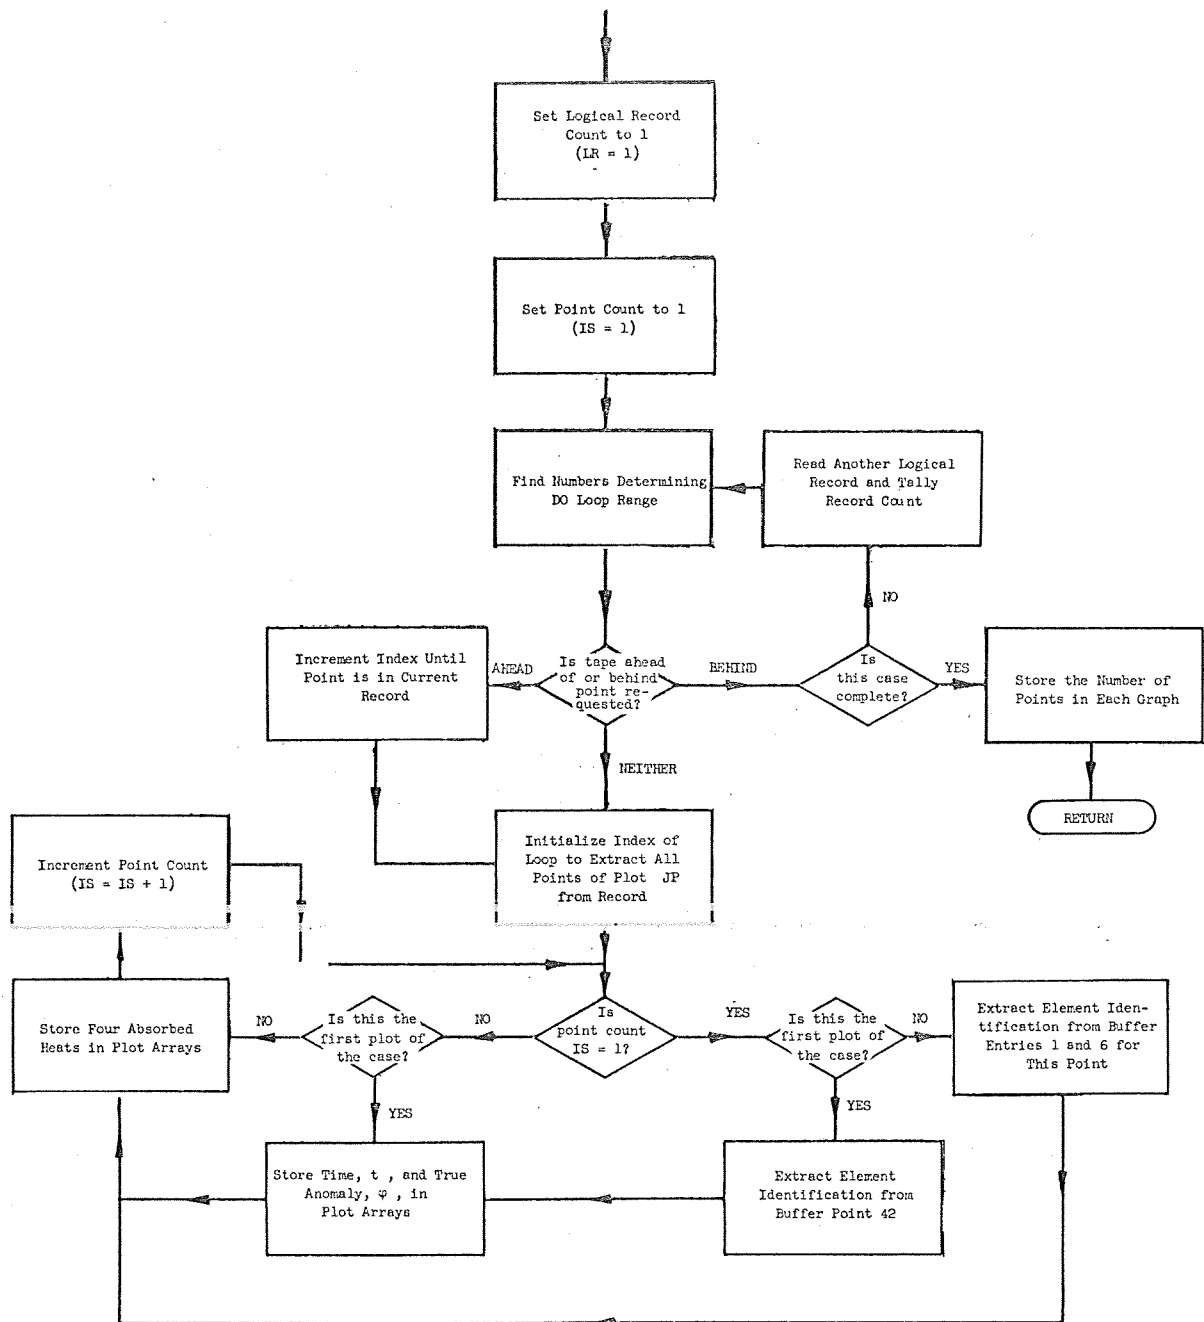 Set Logical Record
Count to 1
(LR = 1)
Set Point Count to 1
(IS = 1)
Find Numbers Determining
DO Loop Range
Read Another Logical
Record and Tally
Record Count
NO
Increment Index Until
Point is in Current
Record
AHEAD
Is tape ahead
of or behind
point re-
quested?
BEHIND
Is
this case
complete?
YES
Store the Number of
Points in Each Graph
NEITHER
RETURN
Increment Point Count
(IS = IS + 1)
Initialize Index of
Loop to Extract All
Points of Plot JP
from Record
Store Four Absorbed
Heats in Plot Arrays
NO
Is this the
first plot of
the case?
NO
Is
point count
IS = 1?
YES
Is this the
first plot of
the case?
NO
Extract Element Iden-
tification from Buffer
Entries 1 and 6 for
This Point
YES
YES
Store Time, t , and True
Anomaly, φ , in
Plot Arrays
Extract Element
Identification from
Buffer Point 42